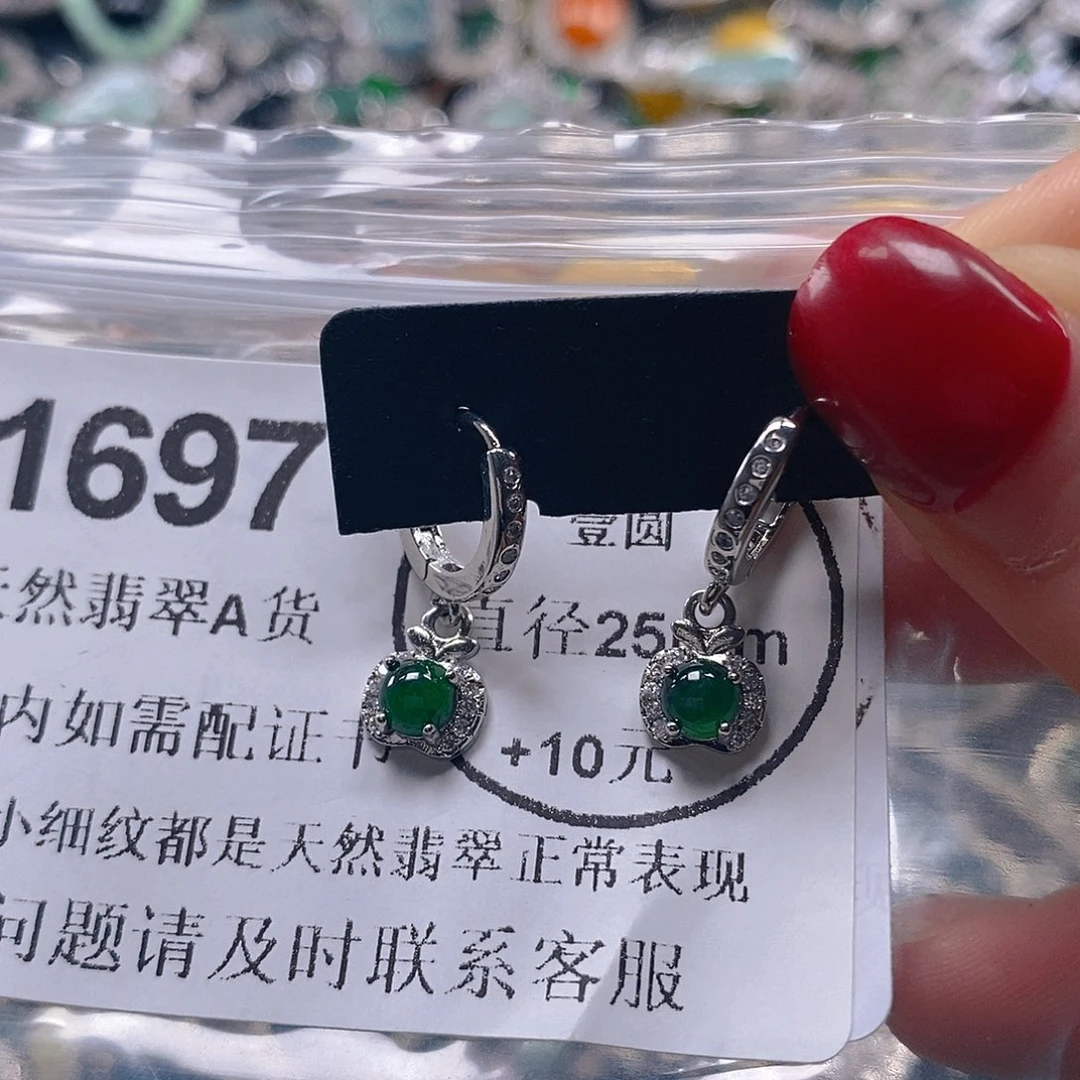 1697
壹圆
然翡翠A货
直径25 m
内如需配证书 +10元
小细纹都是天然翡翠正常表现
问题请及时联系客服